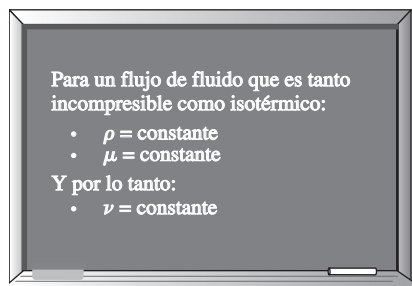 Para un flujo de fluido que es tanto
incompresible como isotérmico:
• ρ = constante
• μ = constante
Y por lo tanto:
• ν = constante